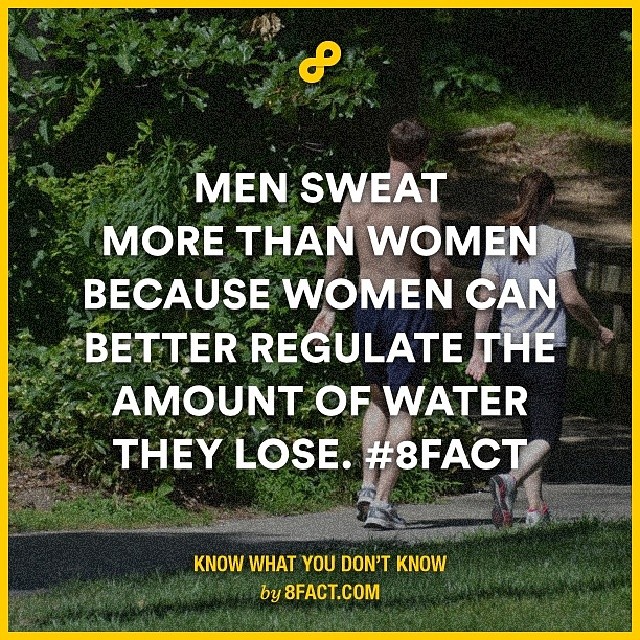 MEN SWEAT
MORE THAN WOMEN
BECAUSE WOMEN CAN
BETTER REGULATE THE
AMOUNT OF WATER
THEY LOSE. #8FACT
KNOW WHAT YOU DON'T KNOW
by 8FACT.COM